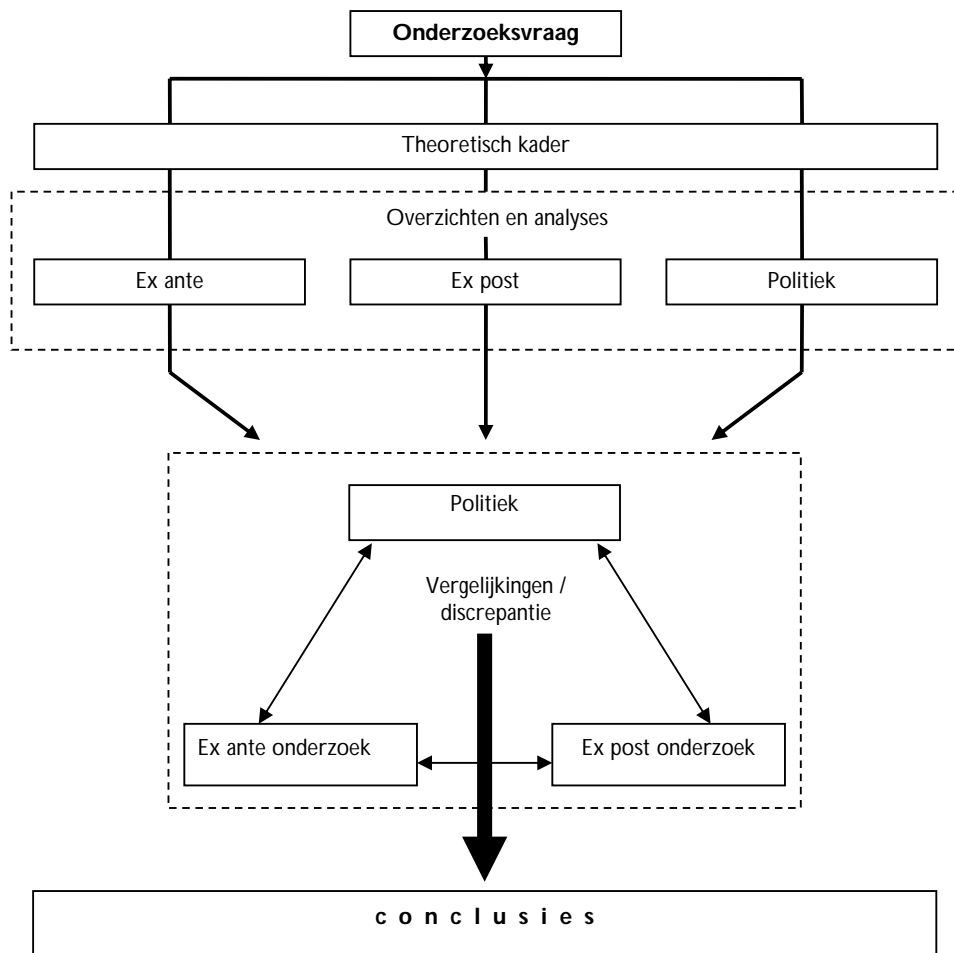 Onderzoeksvraag
Theoretisch kader
Overzichten en analyses
Ex ante
Ex post
Politiek
Politiek
Vergelijkingen /
discrepantie
Ex ante onderzoek
Ex post onderzoek
conclusies